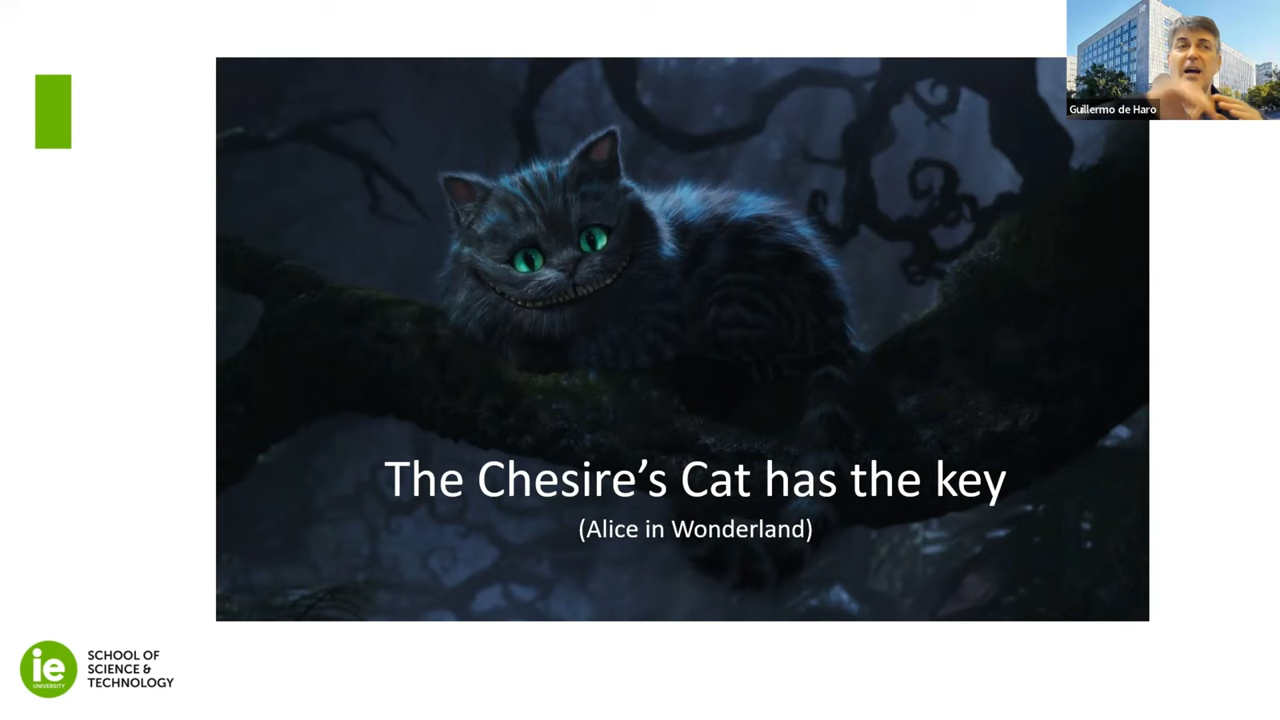 Guillermo de Haro
The Chesire's Cat has the key
(Alice in Wonderland)
ie
UNIVERSITY
SCHOOL OF
SCIENCE &
TECHNOLOGY